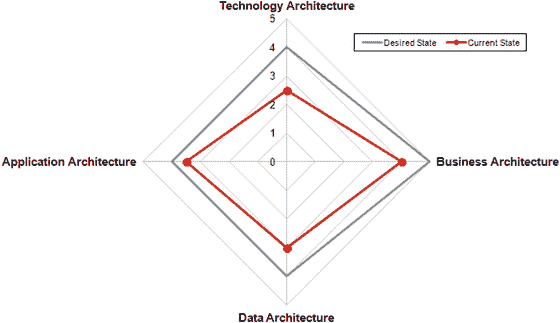 Technology Architecture
5
Desired State Current State
4
3
2
1
Application Architecture
0
Business Architecture
Data Architecture